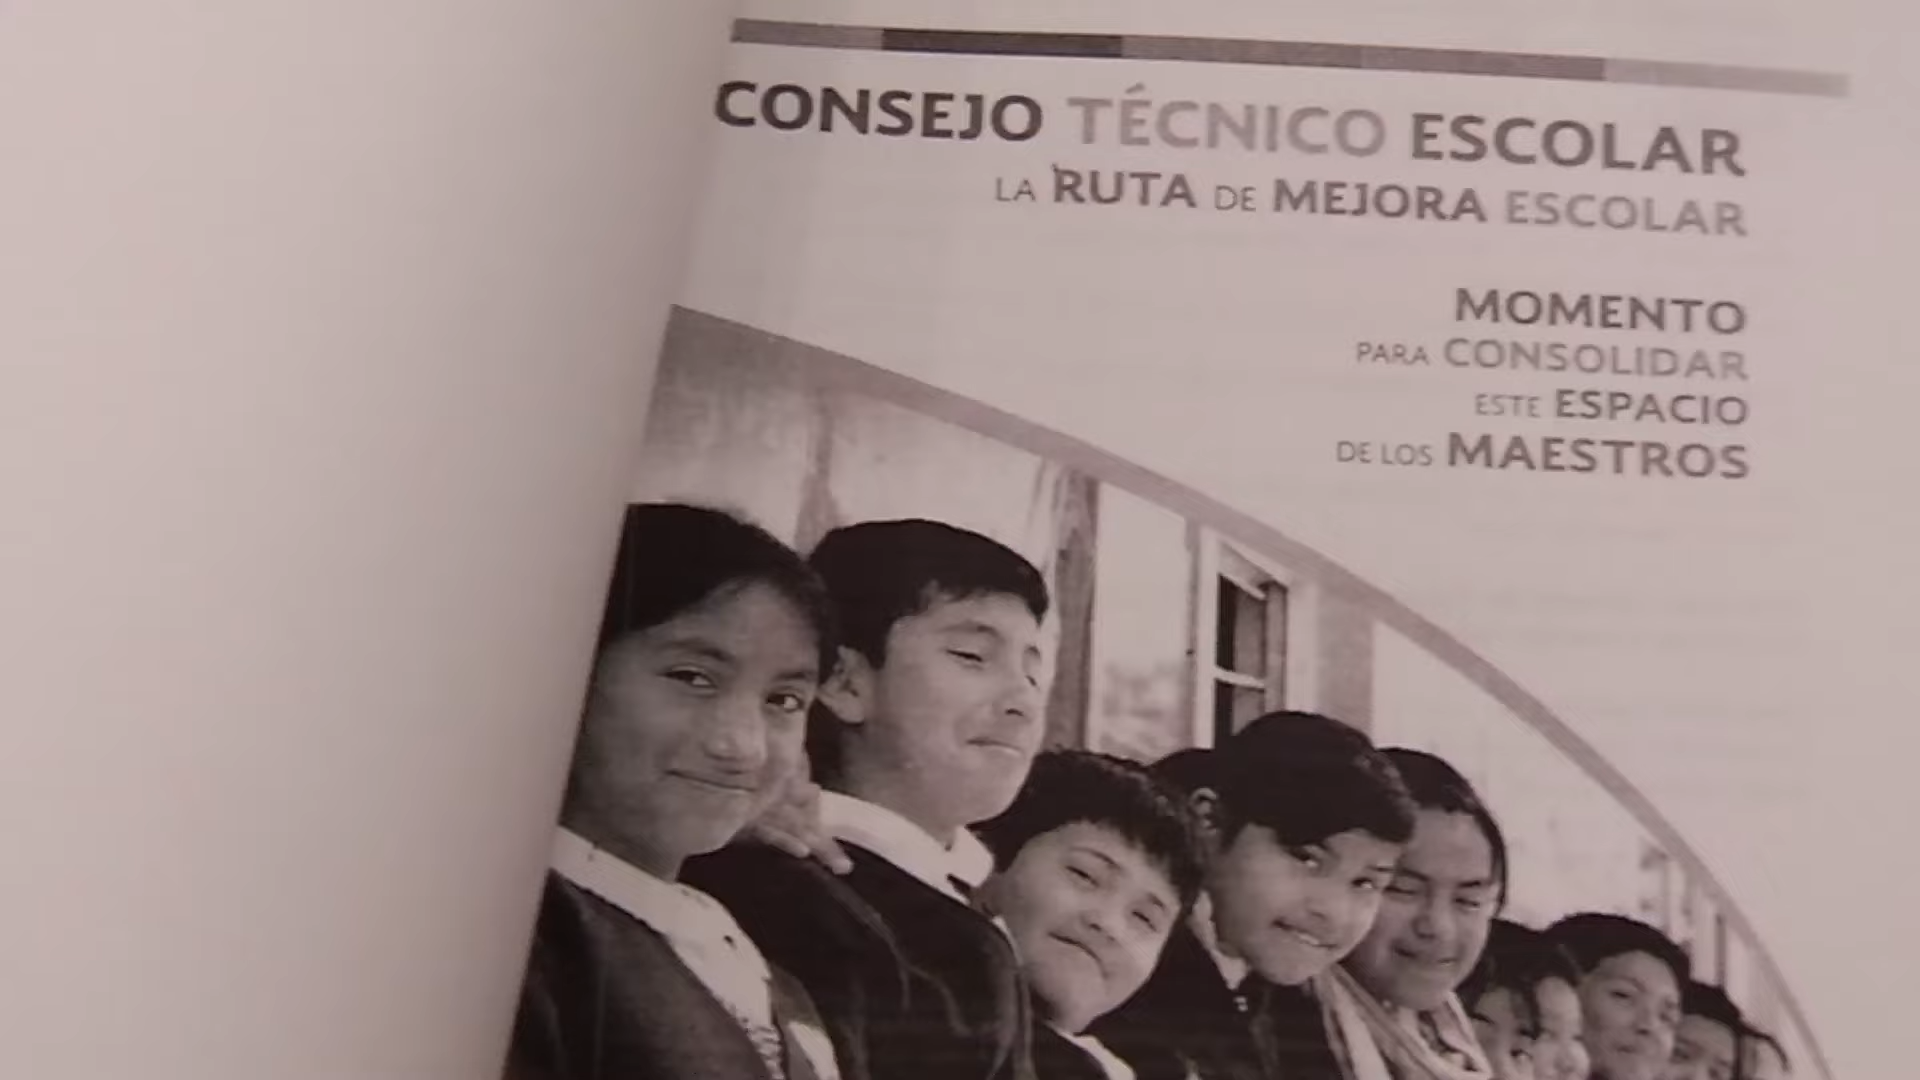 CONSEJO TÉCNICO ESCOLAR
LA RUTA DE MEJORA ESCOLAR
MOMENTO
PARA CONSOLIDAR
ESTE ESPACIO
DE LOS MAESTROS